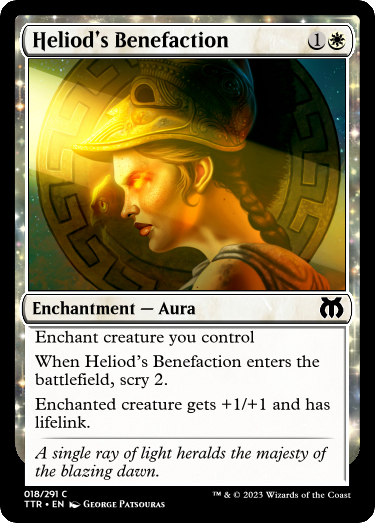 Heliod's Benefaction 1
Enchantment — Aura
Enchant creature you control
When Heliod's Benefaction enters the
battlefield, scry 2.
Enchanted creature gets +1/+1 and has
lifelink.
A single ray of light heralds the majesty of
the blazing dawn.
018/291 C
TTR • EN George Patsouras ™ & © 2023 Wizards of the Coast